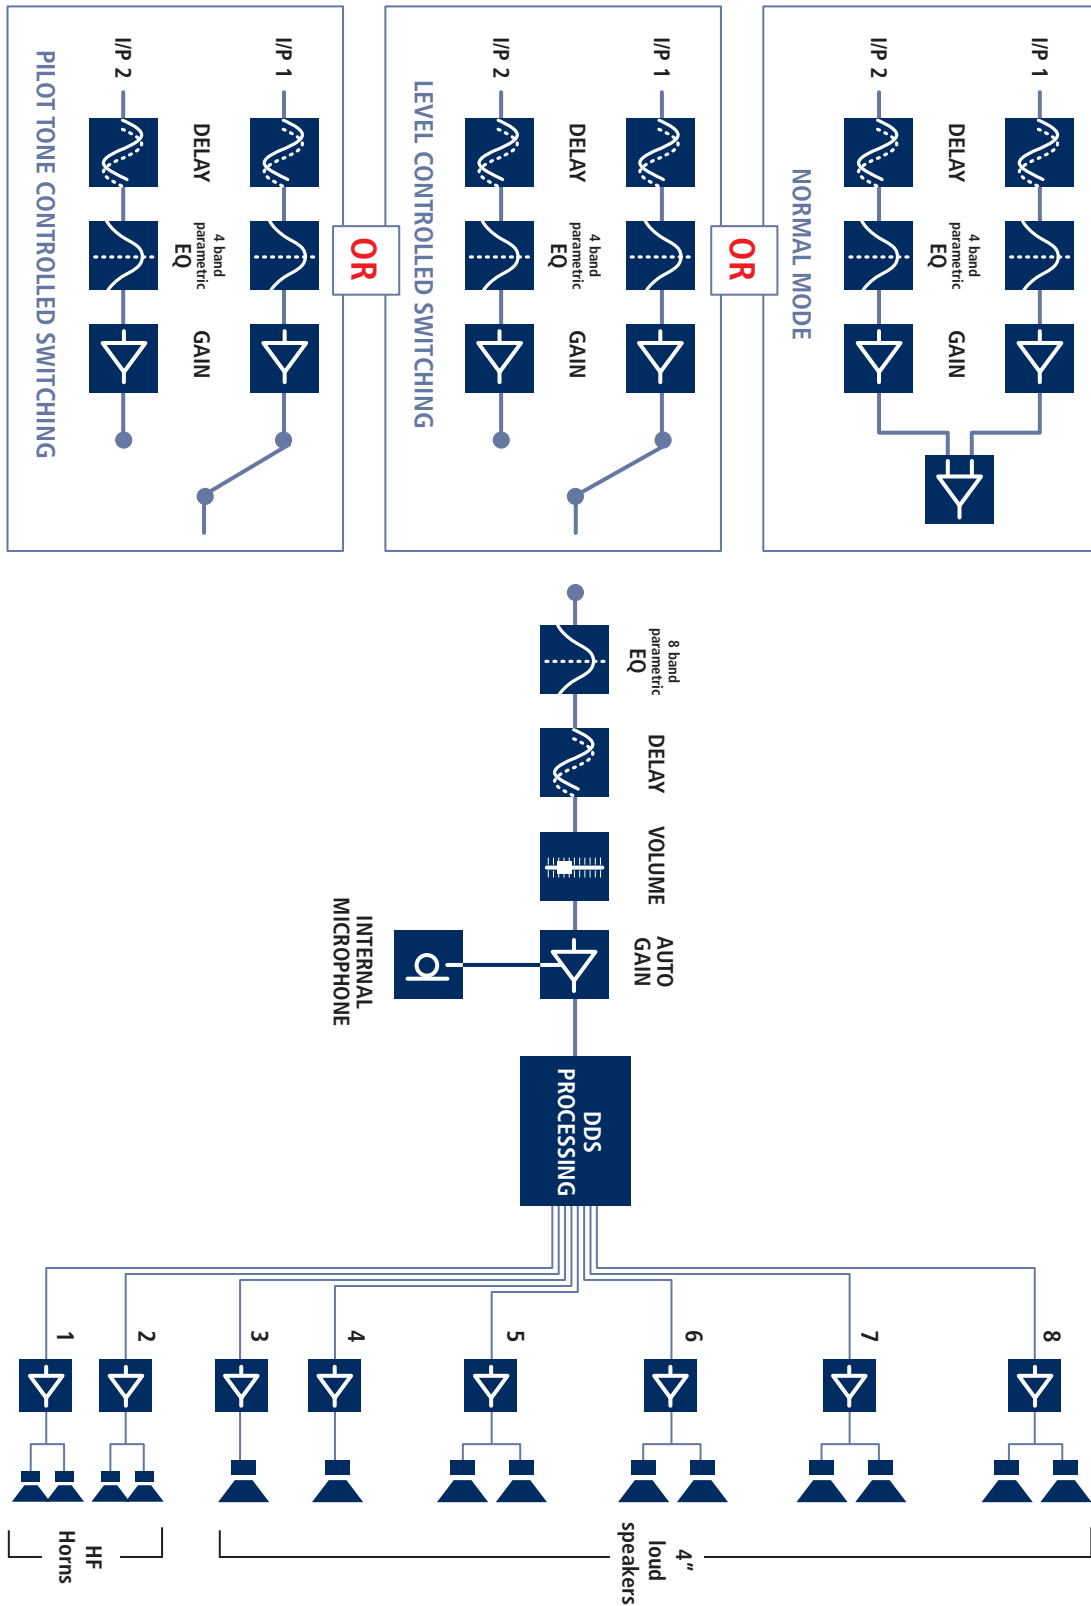 NORMAL MODE
I/P 1
I/P 2
DELAY
4 band
parametric
EQ
GAIN
OR
LEVEL CONTROLLED SWITCHING
I/P 1
I/P 2
DELAY
4 band
parametric
EQ
GAIN
OR
PILOT TONE CONTROLLED SWITCHING
I/P 1
I/P 2
DELAY
4 band
parametric
EQ
GAIN
8 band
parametric
EQ
DELAY
VOLUME
AUTO
GAIN
INTERNAL
MICROPHONE
DDS
PROCESSING
8
7
6
5
4
3
2
1
4”
loud
speakers
HF
Horns